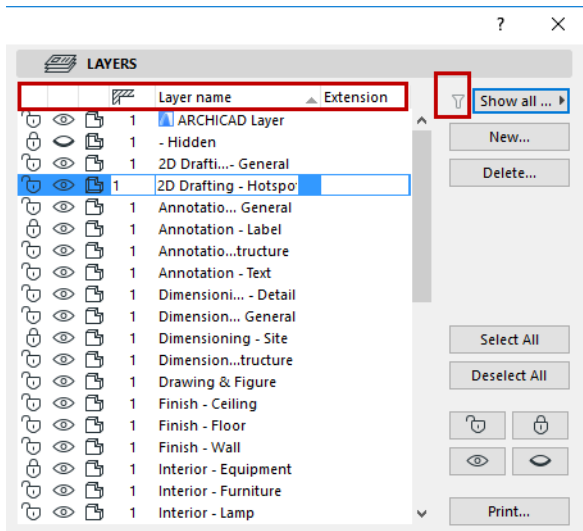 ?
LAYERS
Layer name Extension
Show all ...
1 ARCHICAD Layer
New...
1 - Hidden
1 2D Drafti...- General
Delete...
1 2D Drafting - Hotspo
1 Annotatio... General
1 Annotation - Label
1 Annotatio...tructure
1 Annotation - Text
1 Dimensioni... - Detail
1 Dimension... General
1 Dimensioning - Site
Select All
1 Dimension...tructure
1 Drawing & Figure
Deselect All
1 Finish - Ceiling
1 Finish - Floor
1 Finish - Wall
1 Interior - Equipment
1 Interior - Furniture
1 Interior - Lamp
Print...